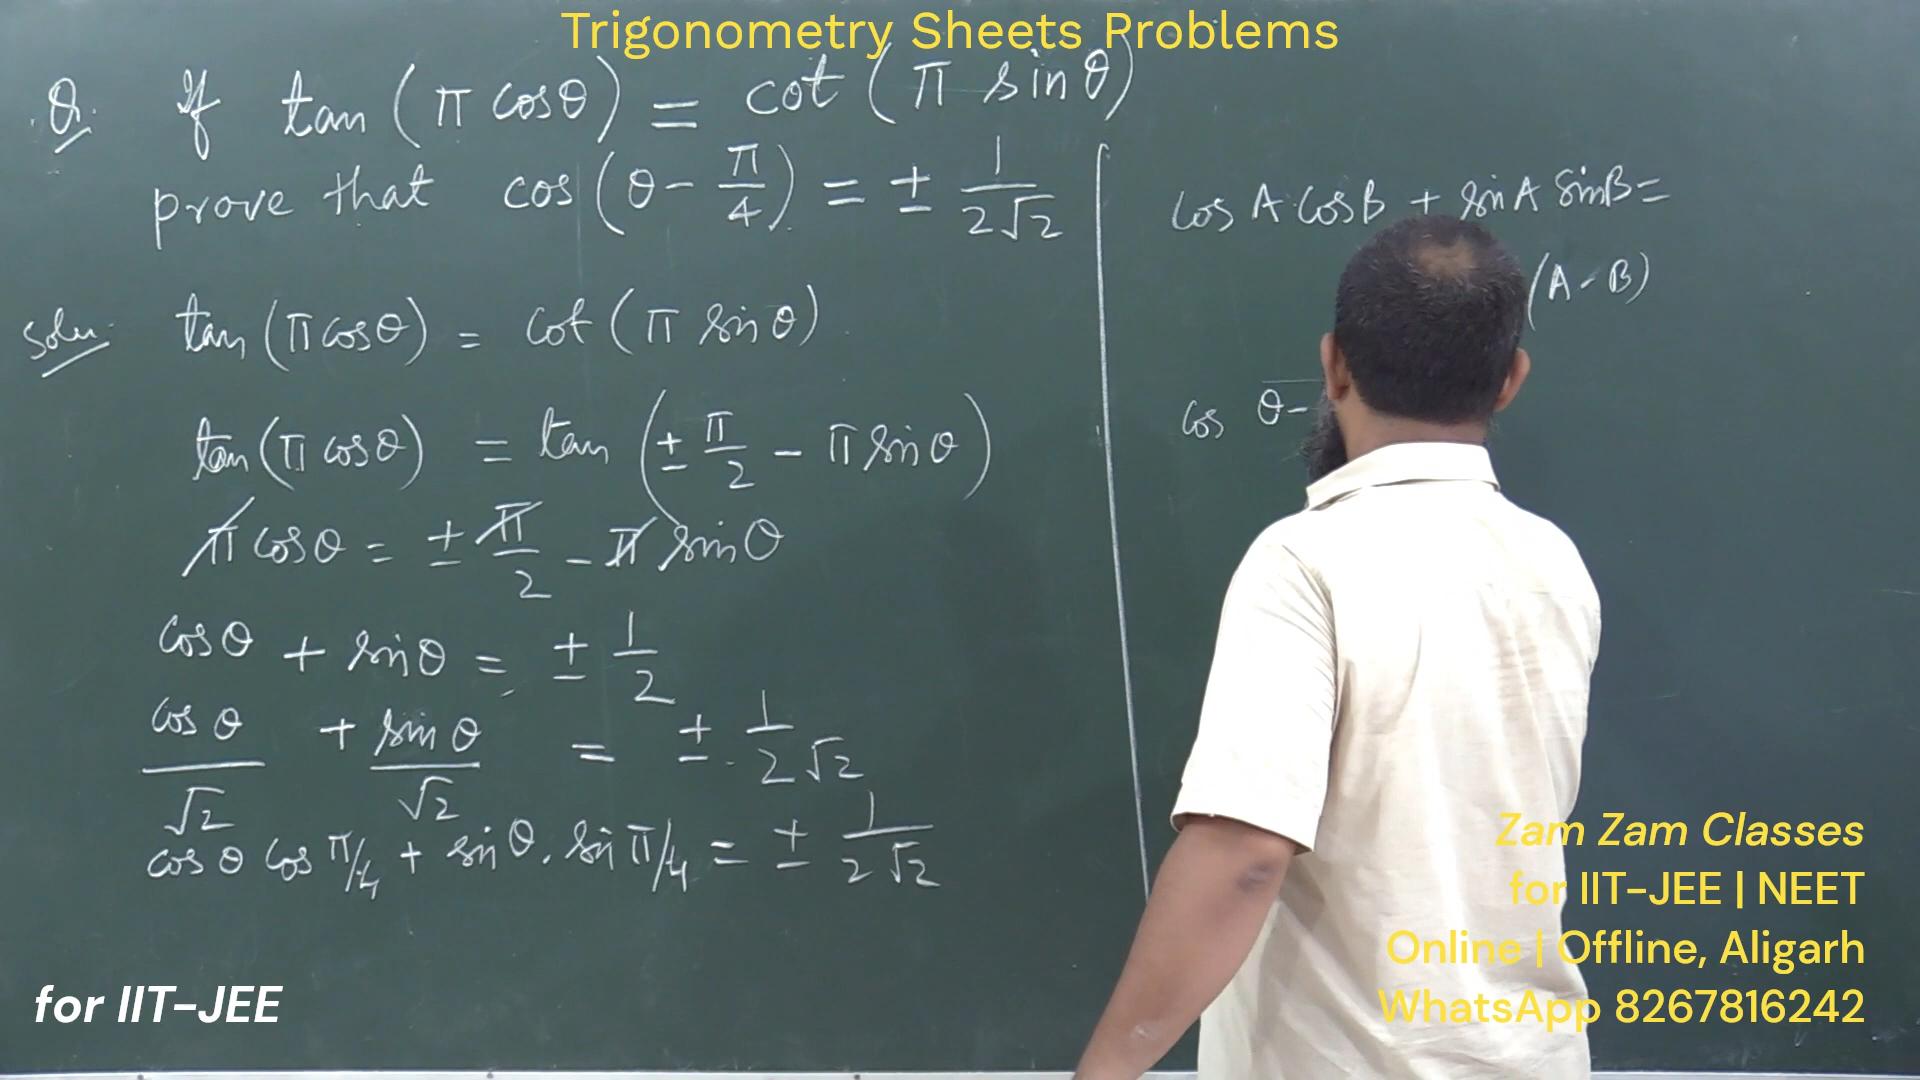 Trigonometry Sheets Problems
Q. If tan(π cosθ) = cot(π sinθ)
prove that cos(θ - π/4) = ± 1/2√2
Solu. tan(πcosθ) = cot(π sinθ)
tan(π cosθ) = tan(± π/2 - π sinθ)
π cosθ = ± π/2 - π sinθ
cosθ + sinθ = ± 1/2
cosθ/√2 + sinθ/√2 = ± 1/2√2
cosθ cos π/4 + sinθ . sin π/4 = ± 1/2√2
cos A cos B + sin A sin B =
(A - B)
cos θ-
for IIT-JEE
Zam Zam Classes
for IIT-JEE | NEET
Online | Offline, Aligarh
WhatsApp 8267816242